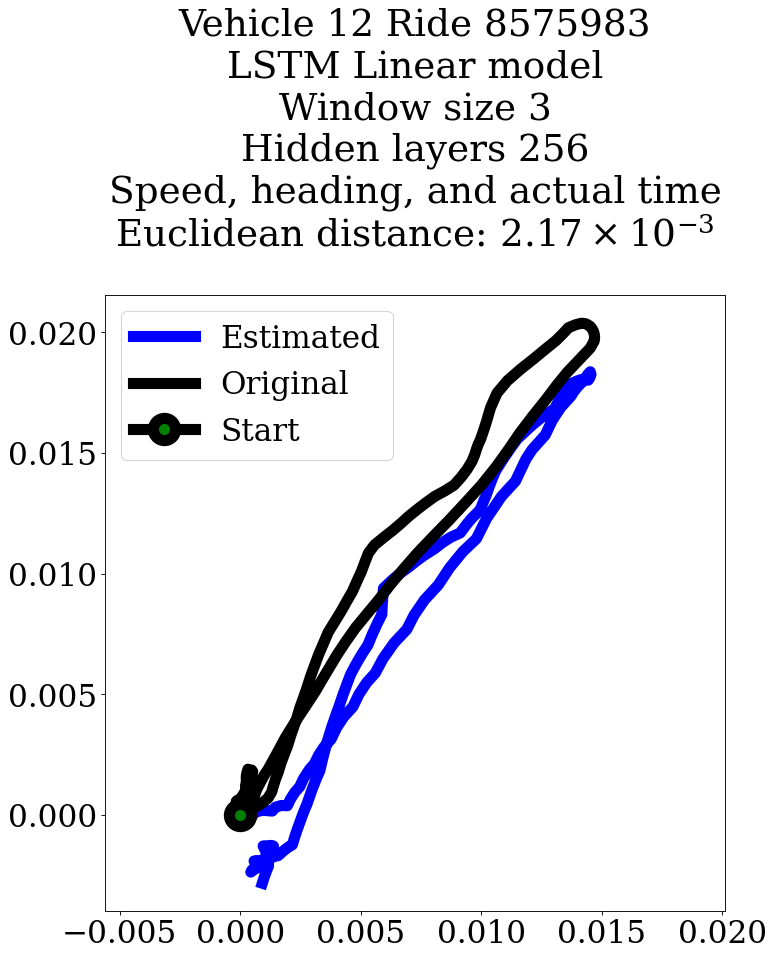 Vehicle 12 Ride 8575983
LSTM Linear model
Window size 3
Hidden layers 256
Speed, heading, and actual time
Euclidean distance: 2.17 × 10⁻³
Estimated
Original
Start
0.020
0.015
0.010
0.005
0.000
−0.005 0.000 0.005 0.010 0.015 0.020